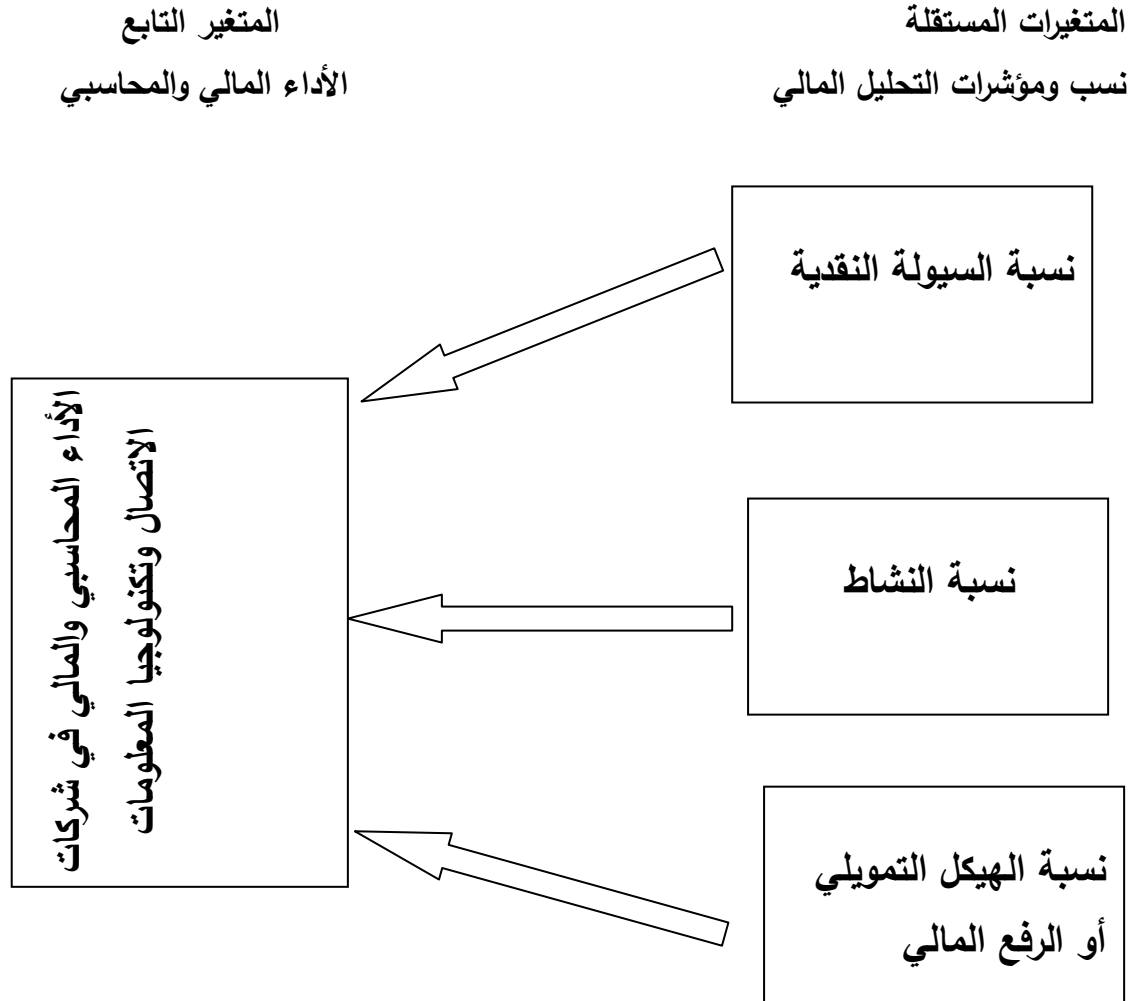 المتغيرات المستقلة
المتغير التابع
نسب ومؤشرات التحليل المالي
الأداء المالي والمحاسبي
نسبة السيولة النقدية
نسبة النشاط
نسبة الهيكل التمويلي
أو الرفع المالي
الأداء المحاسبي والمالي في شركات
الاتصال وتكنولوجيا المعلومات